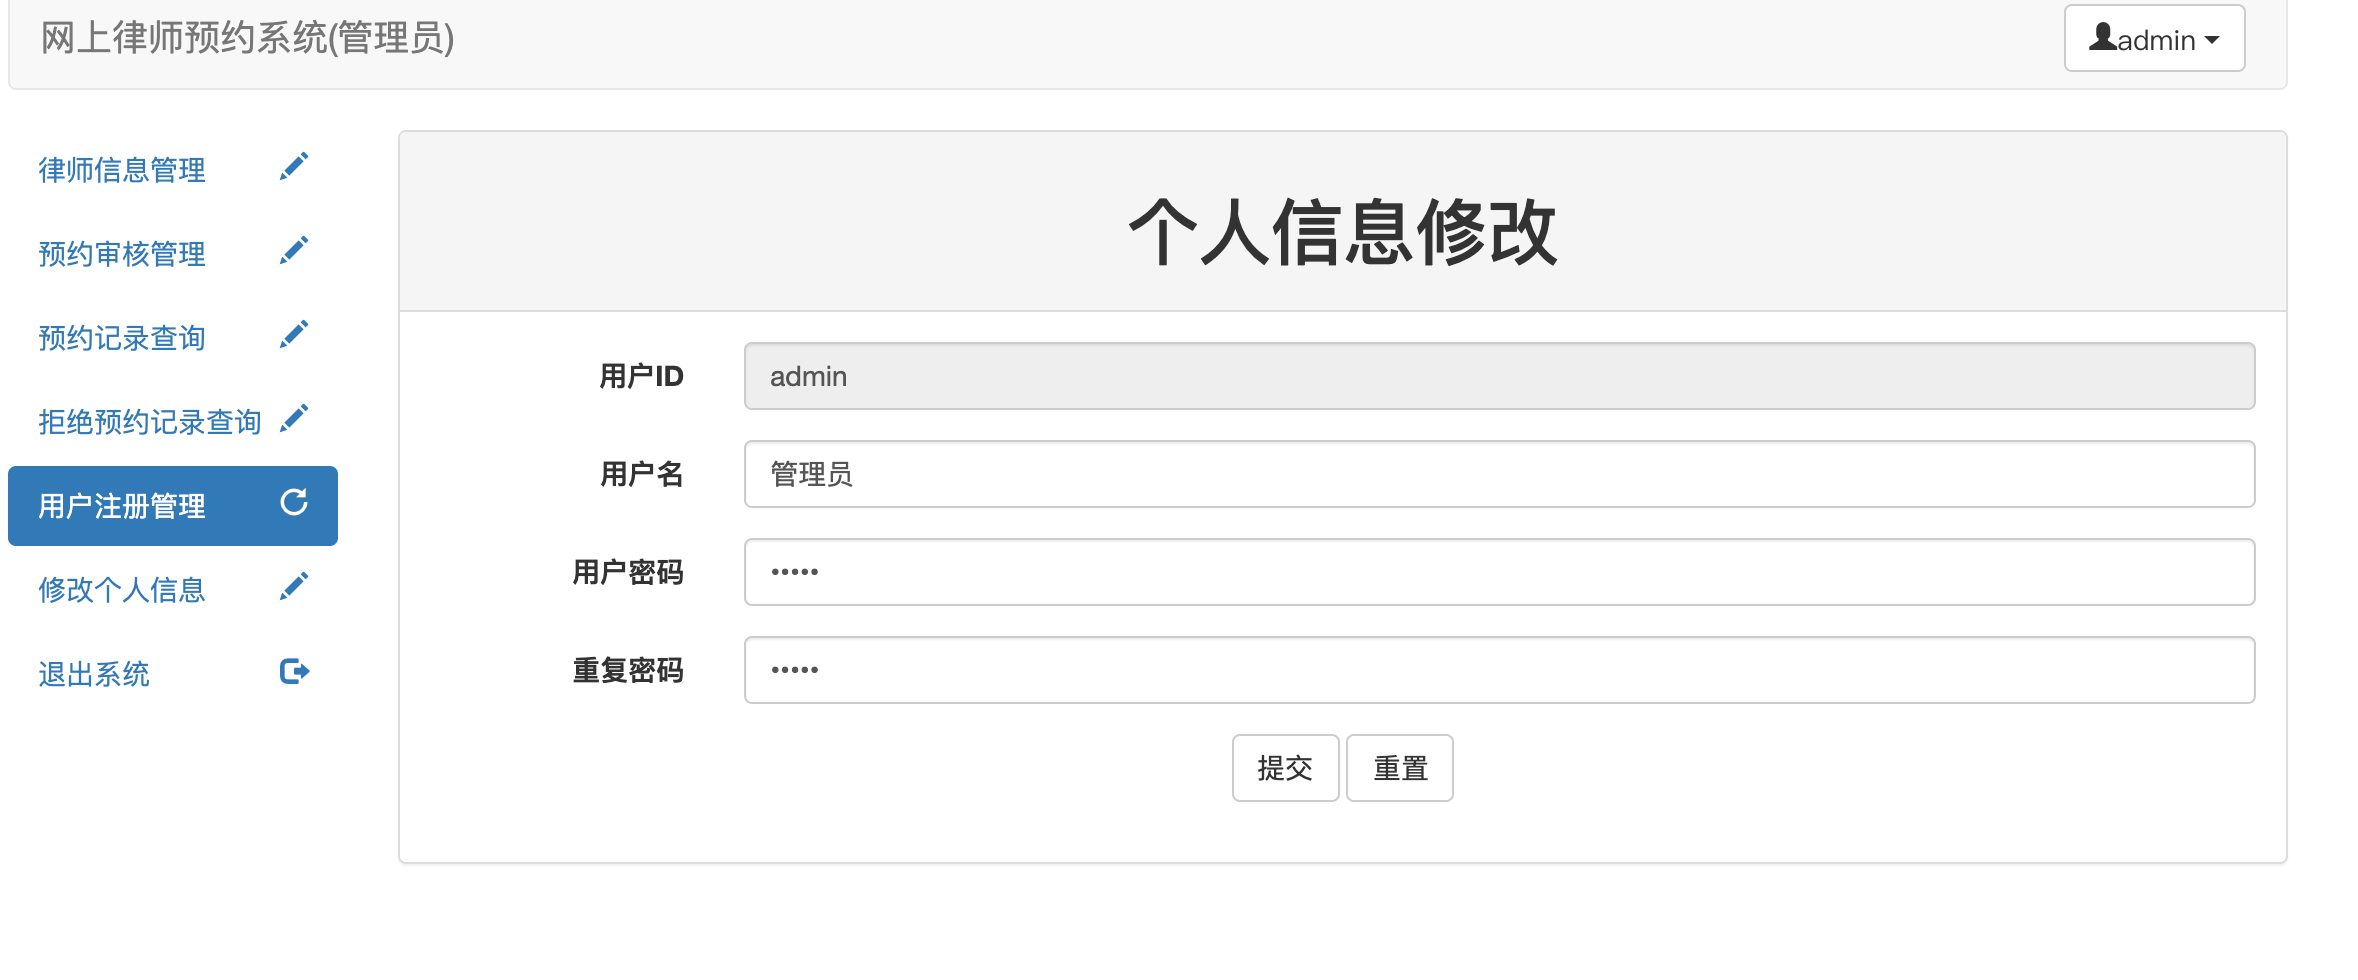 网上律师预约系统(管理员)
admin
律师信息管理
预约审核管理
预约记录查询
拒绝预约记录查询
用户注册管理
修改个人信息
退出系统
个人信息修改
用户ID admin
用户名 管理员
用户密码 •••••
重复密码 •••••
提交 重置